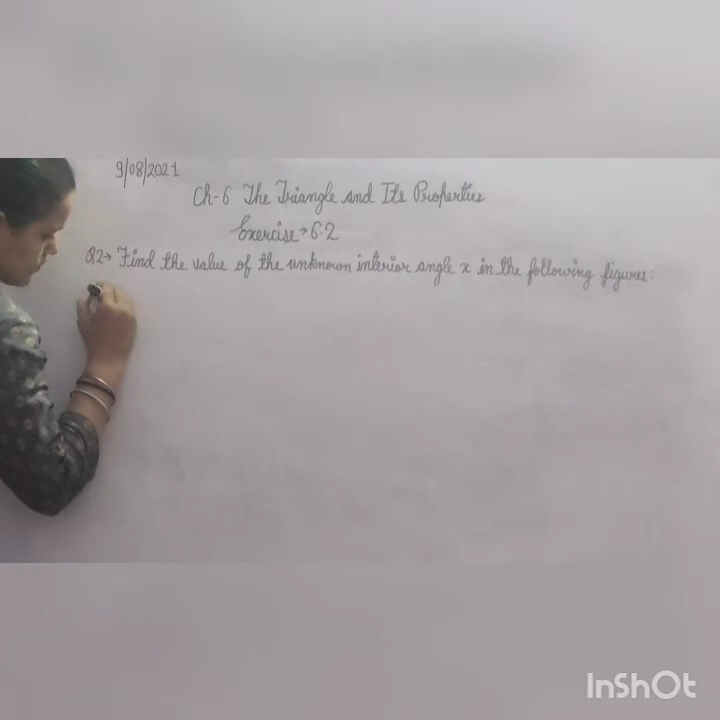 9/08/2021
Ch-6 The Triangle and Its Properties
Exercise→6.2
Q2→ Find the value of the unknown interior angle x in the following figures:
InShOt